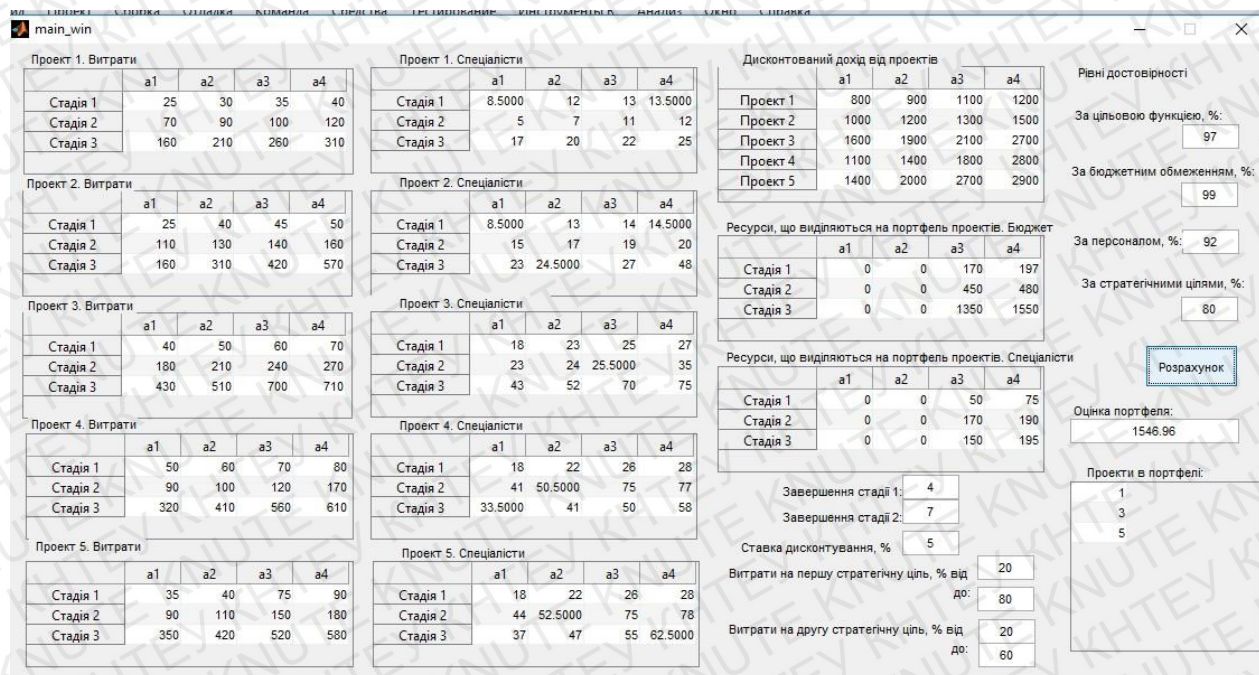 Проект Сборка Отладка Команда Средства Тестирование Анализ Окно Справка
main_win
Проект 1. Витрати
a1 a2 a3 a4
Стадія 1 25 30 35 40
Стадія 2 70 90 100 120
Стадія 3 160 210 260 310
Проект 2. Витрати
a1 a2 a3 a4
Стадія 1 25 40 45 50
Стадія 2 110 130 140 160
Стадія 3 160 310 420 570
Проект 3. Витрати
a1 a2 a3 a4
Стадія 1 40 50 60 70
Стадія 2 180 210 240 270
Стадія 3 430 510 700 710
Проект 4. Витрати
a1 a2 a3 a4
Стадія 1 50 60 70 80
Стадія 2 90 100 120 170
Стадія 3 320 410 560 610
Проект 5. Витрати
a1 a2 a3 a4
Стадія 1 35 40 75 90
Стадія 2 90 110 150 180
Стадія 3 350 420 520 580
Проект 1. Спеціалісти
a1 a2 a3 a4
Стадія 1 8.5000 12 13 13.5000
Стадія 2 5 7 11 12
Стадія 3 17 20 22 25
Проект 2. Спеціалісти
a1 a2 a3 a4
Стадія 1 8.5000 13 14 14.5000
Стадія 2 15 17 19 20
Стадія 3 23 24.5000 27 48
Проект 3. Спеціалісти
a1 a2 a3 a4
Стадія 1 18 23 25 27
Стадія 2 23 24 25.5000 35
Стадія 3 43 52 70 75
Проект 4. Спеціалісти
a1 a2 a3 a4
Стадія 1 18 22 26 28
Стадія 2 41 50.5000 75 77
Стадія 3 33.5000 41 50 58
Проект 5. Спеціалісти
a1 a2 a3 a4
Стадія 1 18 22 26 28
Стадія 2 44 52.5000 75 78
Стадія 3 37 47 55 62.5000
Дисконтований дохід від проектів
a1 a2 a3 a4
Проект 1 800 900 1100 1200
Проект 2 1000 1200 1300 1500
Проект 3 1600 1900 2100 2700
Проект 4 1100 1400 1800 2800
Проект 5 1400 2000 2700 2900
Ресурси, що виділяються на портфель проектів. Бюджет
a1 a2 a3 a4
Стадія 1 0 0 170 197
Стадія 2 0 0 450 480
Стадія 3 0 0 1350 1550
Ресурси, що виділяються на портфель проектів. Спеціалісти
a1 a2 a3 a4
Стадія 1 0 0 50 75
Стадія 2 0 0 170 190
Стадія 3 0 0 150 195
Завершення стадії 1: 4
Завершення стадії 2: 7
Ставка дисконтування, % 5
Витрати на першу стратегічну ціль, % від 20
до: 80
Витрати на другу стратегічну ціль, % від 20
до: 60
Рівні достовірності
За цільовою функцією, %:
97
За бюджетним обмеженням, %:
99
За персоналом, %: 92
За стратегічними цілями, %:
80
Розрахунок
Оцінка портфеля:
1546.96
Проекти в портфелі:
1
3
5